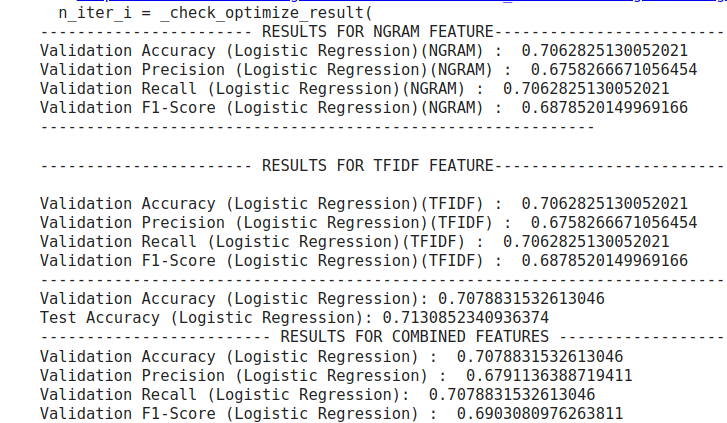 n_iter_i = _check_optimize_result(
----------------------- RESULTS FOR NGRAM FEATURE-------------------------
Validation Accuracy (Logistic Regression)(NGRAM) :  0.7062825130052021
Validation Precision (Logistic Regression)(NGRAM) :  0.6758266671056454
Validation Recall (Logistic Regression)(NGRAM) :  0.7062825130052021
Validation F1-Score (Logistic Regression)(NGRAM) :  0.6878520149969166
------------------------------------------------------------
----------------------- RESULTS FOR TFIDF FEATURE-------------------------
Validation Accuracy (Logistic Regression)(TFIDF) :  0.7062825130052021
Validation Precision (Logistic Regression)(TFIDF) :  0.6758266671056454
Validation Recall (Logistic Regression)(TFIDF) :  0.7062825130052021
Validation F1-Score (Logistic Regression)(TFIDF) :  0.6878520149969166
--------------------------------------------------------------------------
Validation Accuracy (Logistic Regression): 0.7078831532613046
Test Accuracy (Logistic Regression): 0.7130852340936374
------------------------- RESULTS FOR COMBINED FEATURES ------------------
Validation Accuracy (Logistic Regression) :  0.7078831532613046
Validation Precision (Logistic Regression) :  0.6791136388719411
Validation Recall (Logistic Regression):  0.7078831532613046
Validation F1-Score (Logistic Regression) :  0.6903080976263811